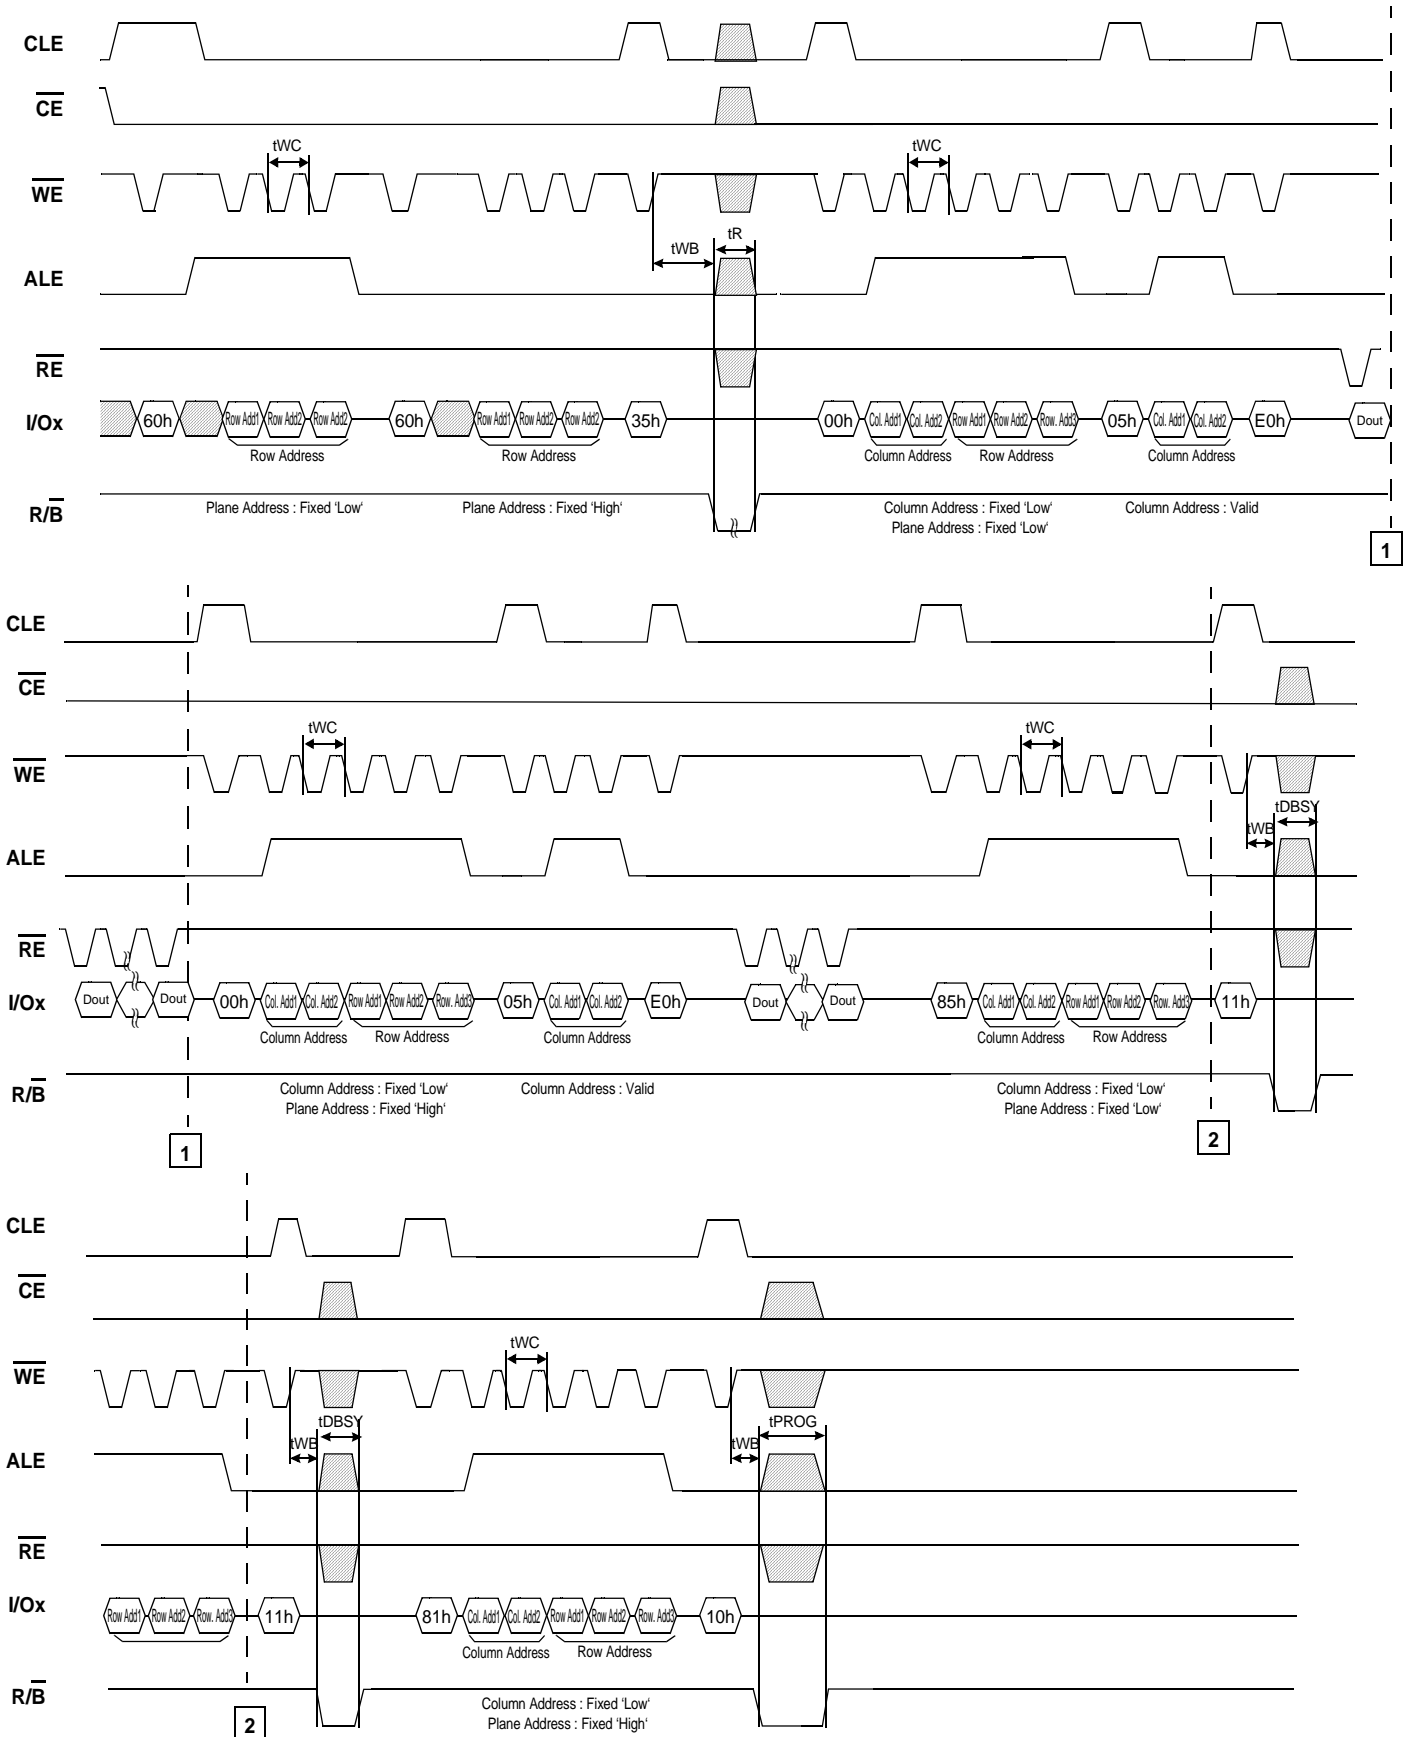 CLE
CE
tWC
tWC
WE
tWB
tR
ALE
RE
I/Ox
60h Row Add1 Row Add2 Row Add2 60h Row Add1 Row Add2 Row Add2 35h 00h Col. Add1 Col. Add2 Row Add1 Row Add2 Row. Add3 05h Col. Add1 Col. Add2 E0h Dout
Row Address Row Address Column Address Row Address Column Address
R/B
Plane Address : Fixed ‘Low‘ Plane Address : Fixed ‘High‘ Column Address : Fixed ‘Low‘ Column Address : Valid
Plane Address : Fixed ‘Low‘
1
CLE
CE
tWC
tWC
WE
tWB
tDBSY
ALE
RE
I/Ox
Dout Dout 00h Col. Add1 Col. Add2 Row Add1 Row Add2 Row. Add3 05h Col. Add1 Col. Add2 E0h Dout Dout 85h Col. Add1 Col. Add2 Row Add1 Row Add2 Row. Add3 11h
Column Address Row Address Column Address Column Address Row Address
R/B
Column Address : Fixed ‘Low‘ Column Address : Valid Column Address : Fixed ‘Low‘
Plane Address : Fixed ‘High‘ Plane Address : Fixed ‘Low‘
1
2
CLE
CE
tWC
WE
tWB
tDBSY
tWB
tPROG
ALE
RE
I/Ox
Row Add1 Row Add2 Row. Add3 11h 81h Col. Add1 Col. Add2 Row Add1 Row Add2 Row. Add3 10h
Column Address Row Address
R/B
Column Address : Fixed ‘Low‘
Plane Address : Fixed ‘High‘
2